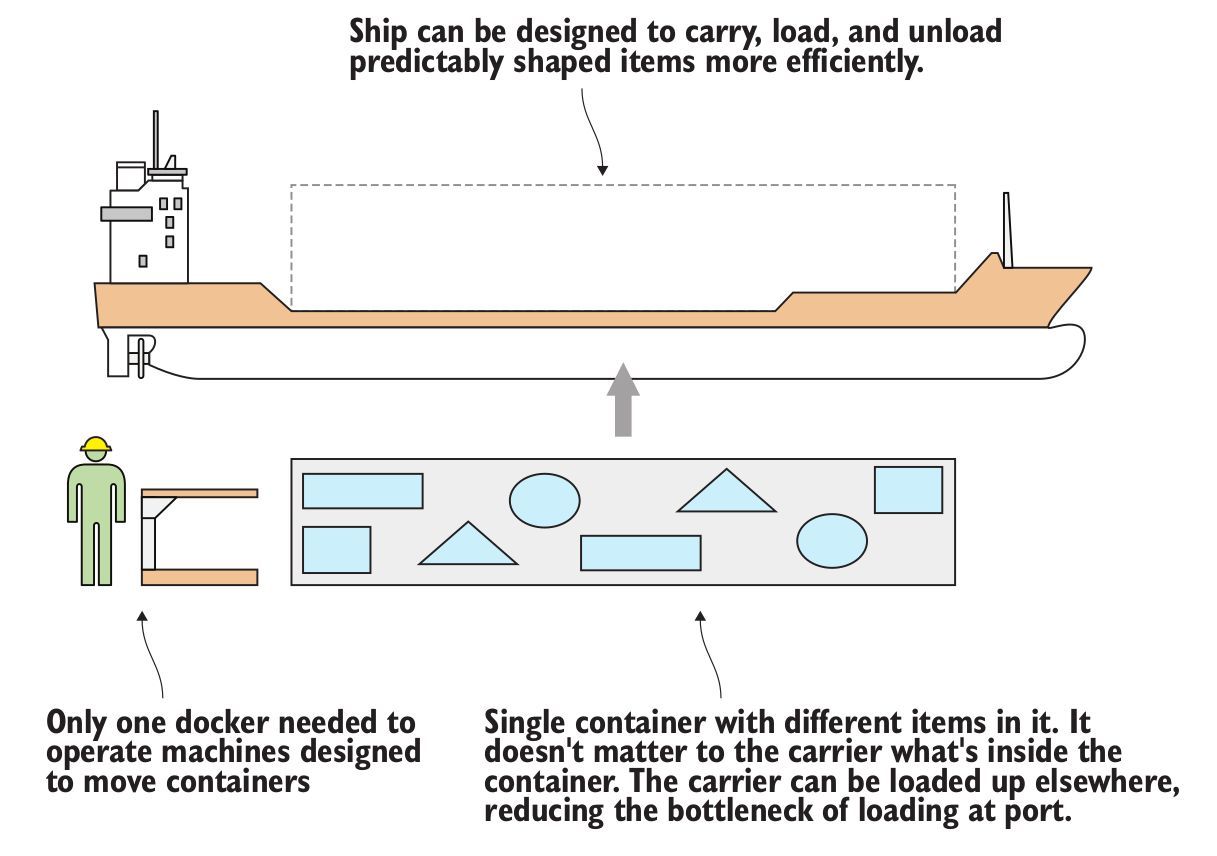 Ship can be designed to carry, load, and unload
predictably shaped items more efficiently.
Only one docker needed to
operate machines designed
to move containers
Single container with different items in it. It
doesn't matter to the carrier what's inside the
container. The carrier can be loaded up elsewhere,
reducing the bottleneck of loading at port.